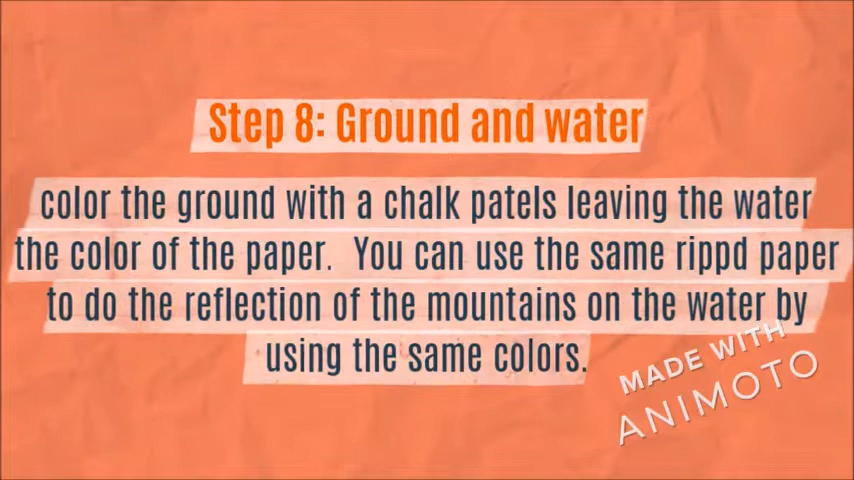 Step 8: Ground and water
color the ground with a chalk patels leaving the water
the color of the paper.  You can use the same rippd paper
to do the reflection of the mountains on the water by
using the same colors.
MADE WITH
ANIMOTO